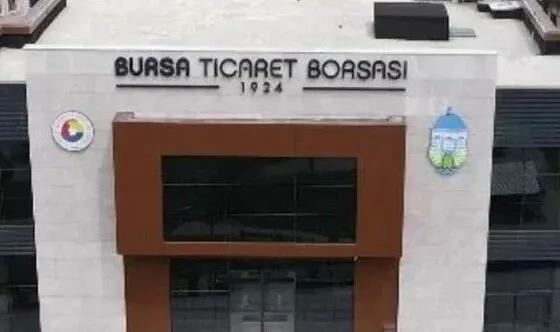 BURSA TICARET BORSASI
1924